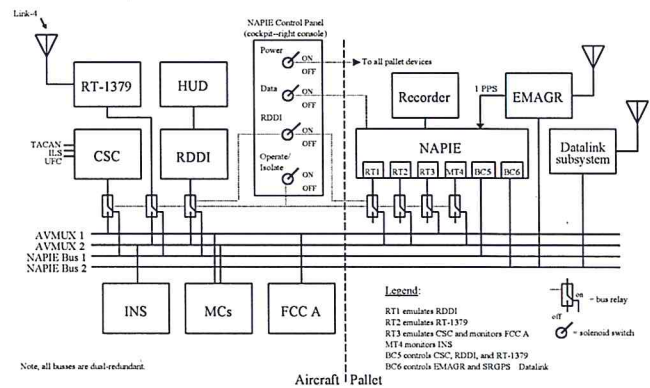 Link-4
NAPIE Control Panel
(cockpit--right console)
Power
ON
OFF
To all pallet devices
Data
ON
OFF
RDDI
ON
OFF
Operate/
Isolate
ON
OFF
RT-1379
HUD
Recorder
1 PPS
EMAGR
TACAN
ILS
UFC
CSC
RDDI
NAPIE
RT1
RT2
RT3
MT4
BC5
BC6
Datalink
subsystem
AVMUX 1
AVMUX 2
NAPIE Bus 1
NAPIE Bus 2
INS
MCs
FCC A
Legend:
RT1 emulates RDDI
RT2 emulates RT-1379
RT3 emulates CSC and monitors FCC A
MT4 monitors INS
BC5 controls CSC, RDDI, and RT-1379
BC6 controls EMAGR and SRGPS Datalink
on
off
= bus relay
= solenoid switch
Note, all busses are dual-redundant.
Aircraft
Pallet